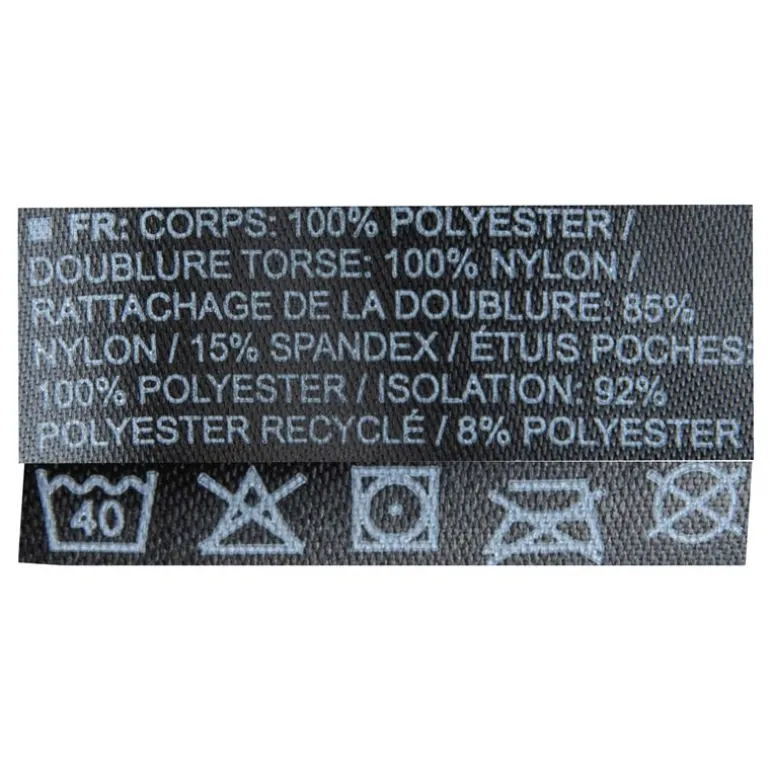 FR: CORPS: 100% POLYESTER /
DOUBLURE TORSE: 100% NYLON /
RATTACHAGE DE LA DOUBLURE: 85%
NYLON / 15% SPANDEX / ÉTUIS POCHES:
100% POLYESTER / ISOLATION: 92%
POLYESTER RECYCLÉ / 8% POLYESTER
40